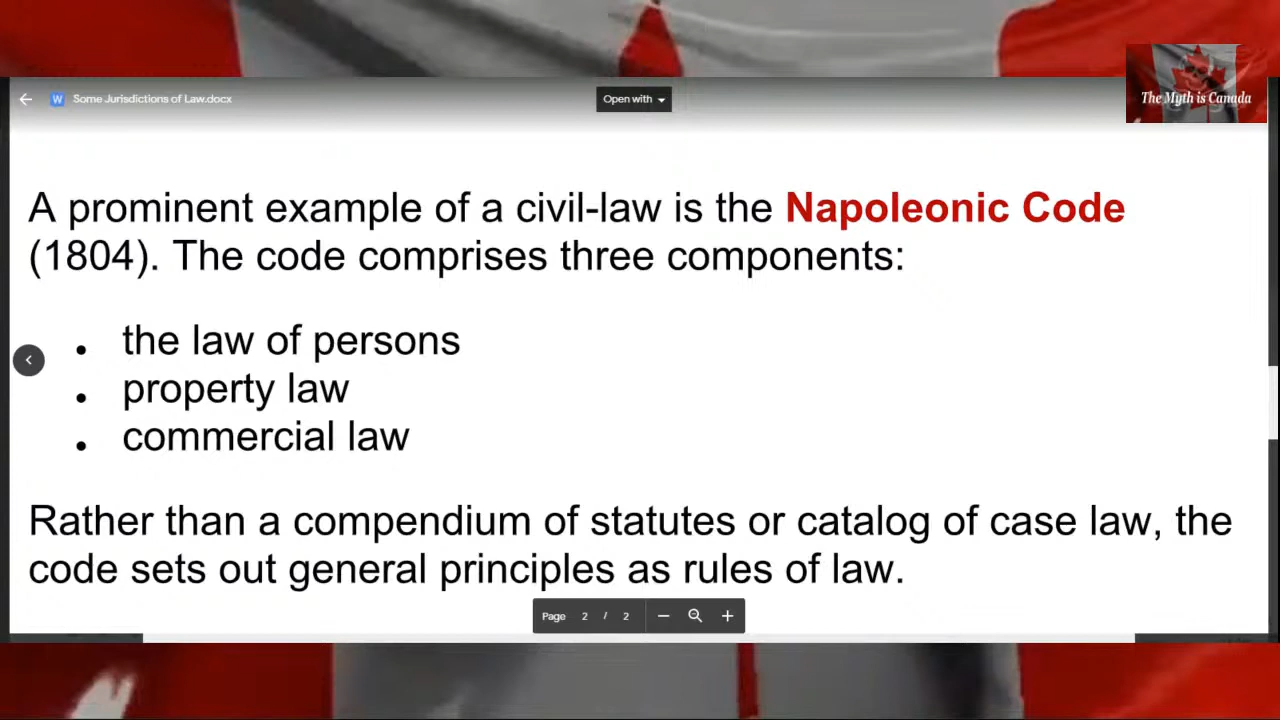 The Myth is Canada
Some Jurisdictions of Law.docx
Open with
A prominent example of a civil-law is the Napoleonic Code
(1804). The code comprises three components:
• the law of persons
• property law
• commercial law
Rather than a compendium of statutes or catalog of case law, the
code sets out general principles as rules of law.
Page 2 / 2